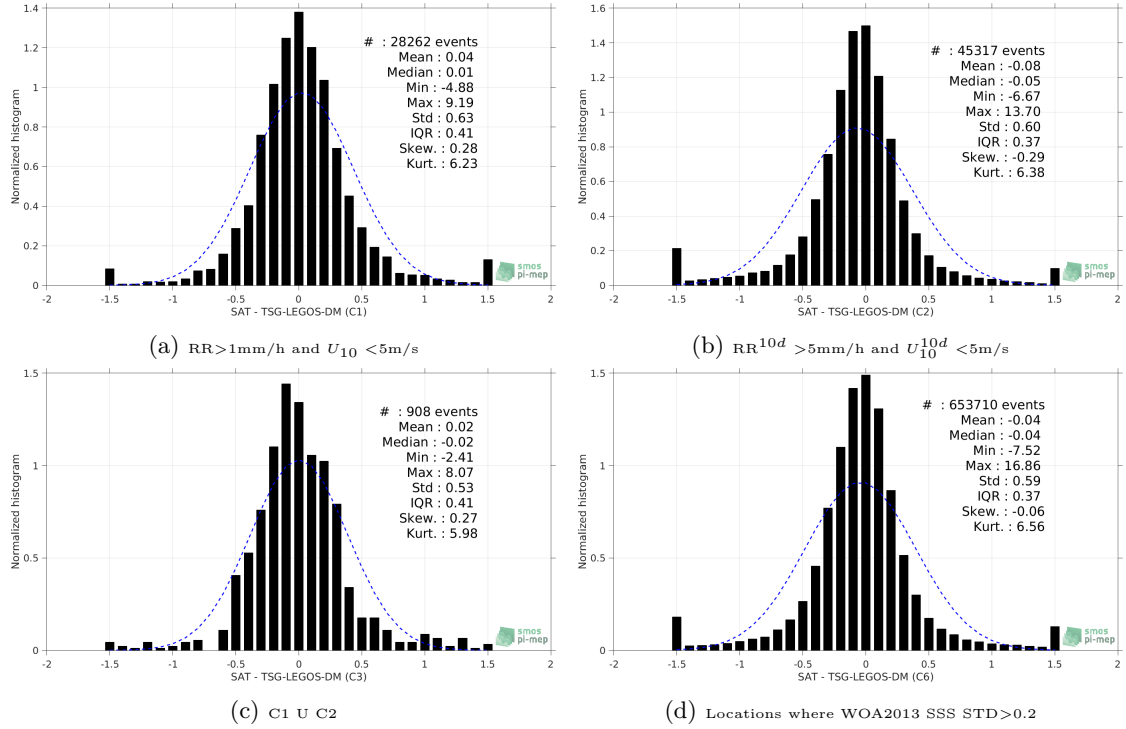 # : 28262 events
Mean : 0.04
Median : 0.01
Min : -4.88
Max : 9.19
Std : 0.63
IQR : 0.41
Skew. : 0.28
Kurt. : 6.23
Normalized histogram
1.4
1.2
1
0.8
0.6
0.4
0.2
0
-2 -1.5 -1 -0.5 0 0.5 1 1.5 2
SAT - TSG-LEGOS-DM (C1)
smos
pi-mep
(a) RR>1mm/h and U10 <5m/s
# : 45317 events
Mean : -0.08
Median : -0.05
Min : -6.67
Max : 13.70
Std : 0.60
IQR : 0.37
Skew. : -0.29
Kurt. : 6.38
Normalized histogram
1.6
1.4
1.2
1
0.8
0.6
0.4
0.2
0
-2 -1.5 -1 -0.5 0 0.5 1 1.5 2
SAT - TSG-LEGOS-DM (C2)
smos
pi-mep
(b) RR^10d >5mm/h and U10^10d <5m/s
# : 908 events
Mean : 0.02
Median : -0.02
Min : -2.41
Max : 8.07
Std : 0.53
IQR : 0.41
Skew. : 0.27
Kurt. : 5.98
Normalized histogram
1.5
1
0.5
0
-2 -1.5 -1 -0.5 0 0.5 1 1.5 2
SAT - TSG-LEGOS-DM (C3)
smos
pi-mep
(c) C1 U C2
# : 653710 events
Mean : -0.04
Median : -0.04
Min : -7.52
Max : 16.86
Std : 0.59
IQR : 0.37
Skew. : -0.06
Kurt. : 6.56
Normalized histogram
1.5
1
0.5
0
-2 -1.5 -1 -0.5 0 0.5 1 1.5 2
SAT - TSG-LEGOS-DM (C6)
smos
pi-mep
(d) Locations where WOA2013 SSS STD>0.2